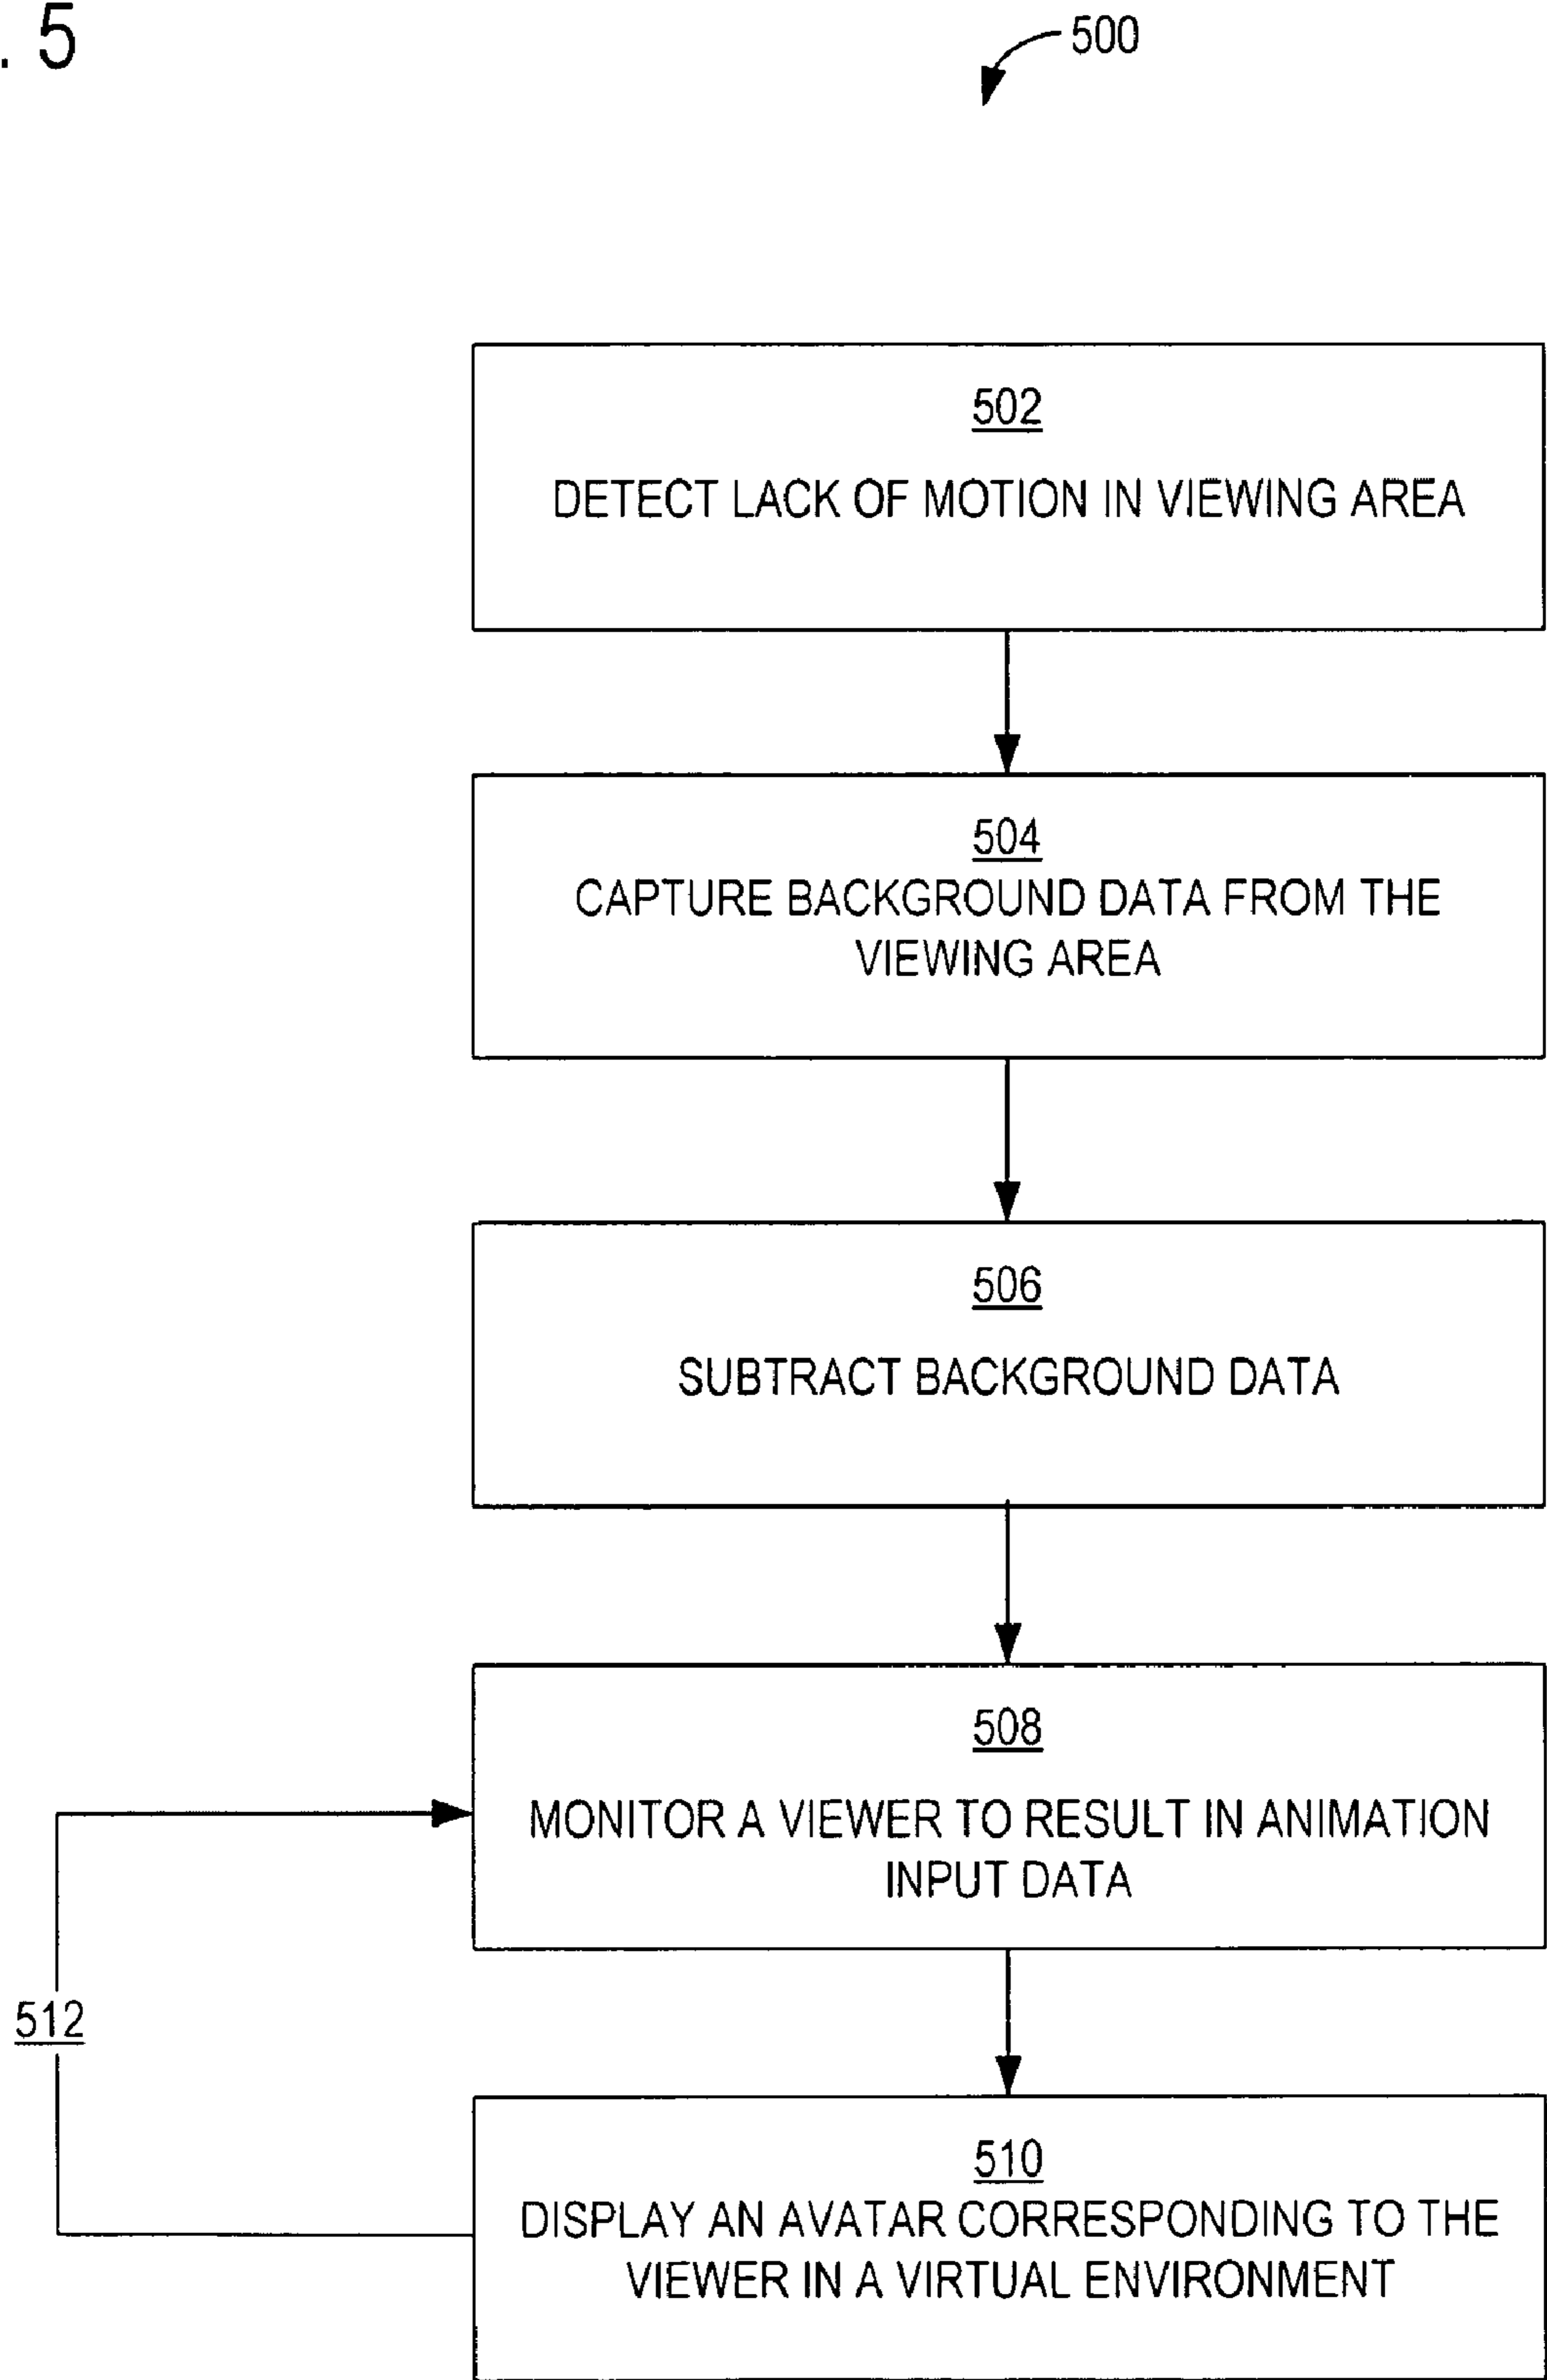 . 5
500
502
DETECT LACK OF MOTION IN VIEWING AREA
504
CAPTURE BACKGROUND DATA FROM THE
VIEWING AREA
506
SUBTRACT BACKGROUND DATA
508
MONITOR A VIEWER TO RESULT IN ANIMATION
INPUT DATA
512
510
DISPLAY AN AVATAR CORRESPONDING TO THE
VIEWER IN A VIRTUAL ENVIRONMENT